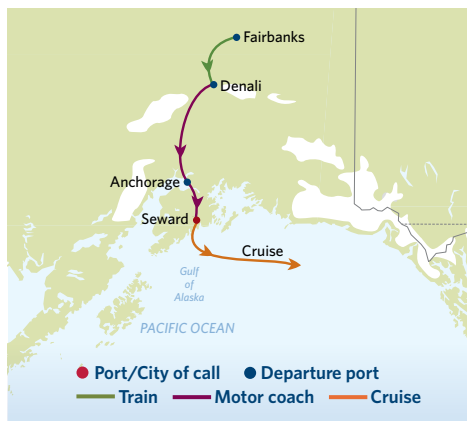 Fairbanks
Denali
Anchorage
Seward
Cruise
Gulf
of
Alaska
PACIFIC OCEAN
Port/City of call Departure port
Train Motor coach Cruise